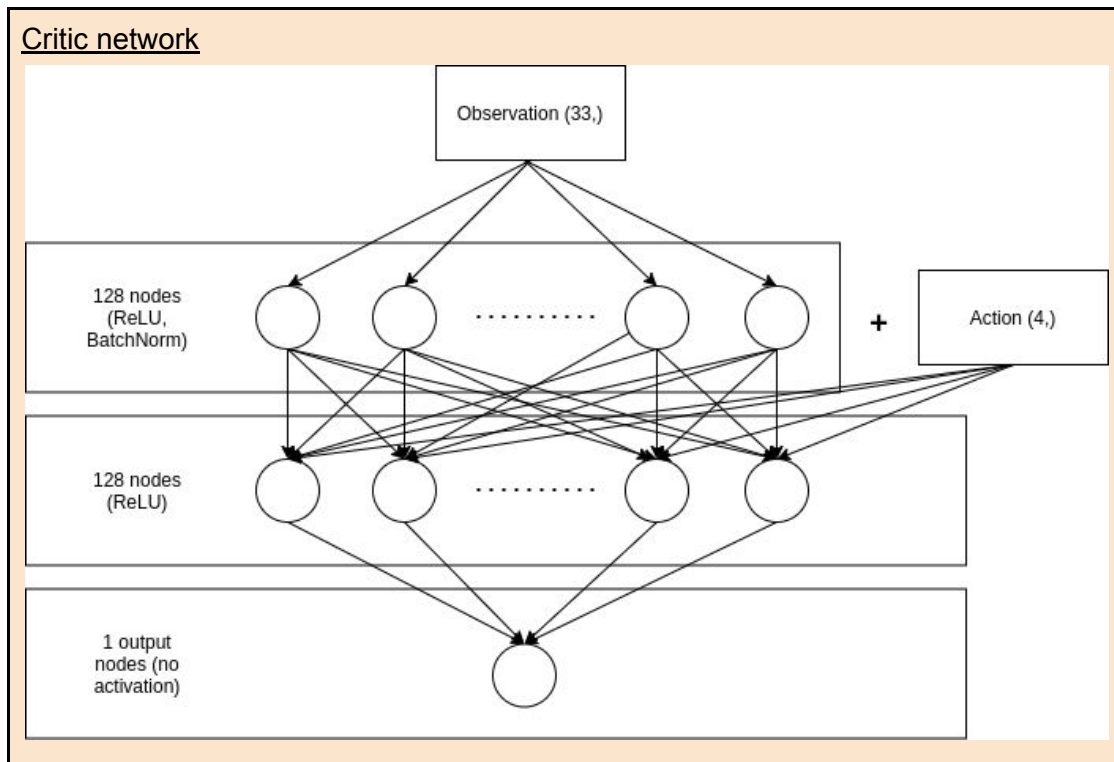 Critic network
Observation (33,)
128 nodes
(ReLU,
BatchNorm)
..........
+
Action (4,)
128 nodes
(ReLU)
..........
1 output
nodes (no
activation)